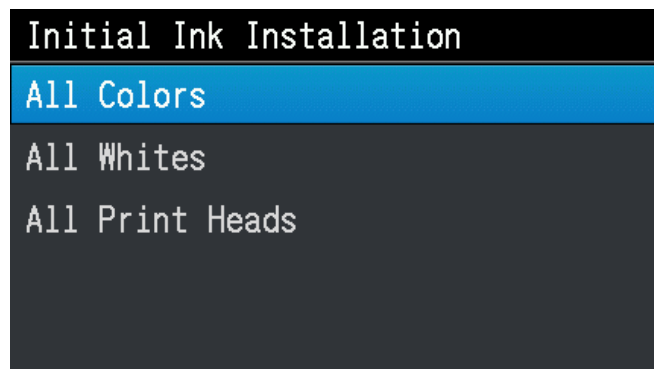 Initial Ink Installation
All Colors
All Whites
All Print Heads